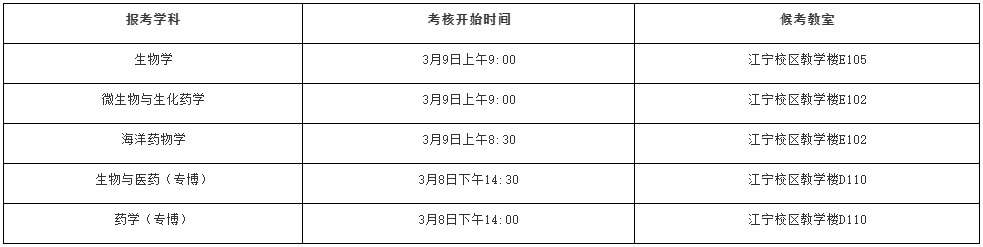 报考学科 考核开始时间 候考教室
生物学 3月9日上午9:00 江宁校区教学楼E105
微生物与生化药学 3月9日上午9:00 江宁校区教学楼E102
海洋药物学 3月9日上午8:30 江宁校区教学楼E102
生物与医药（专博） 3月8日下午14:30 江宁校区教学楼D110
药学（专博） 3月8日下午14:00 江宁校区教学楼D110